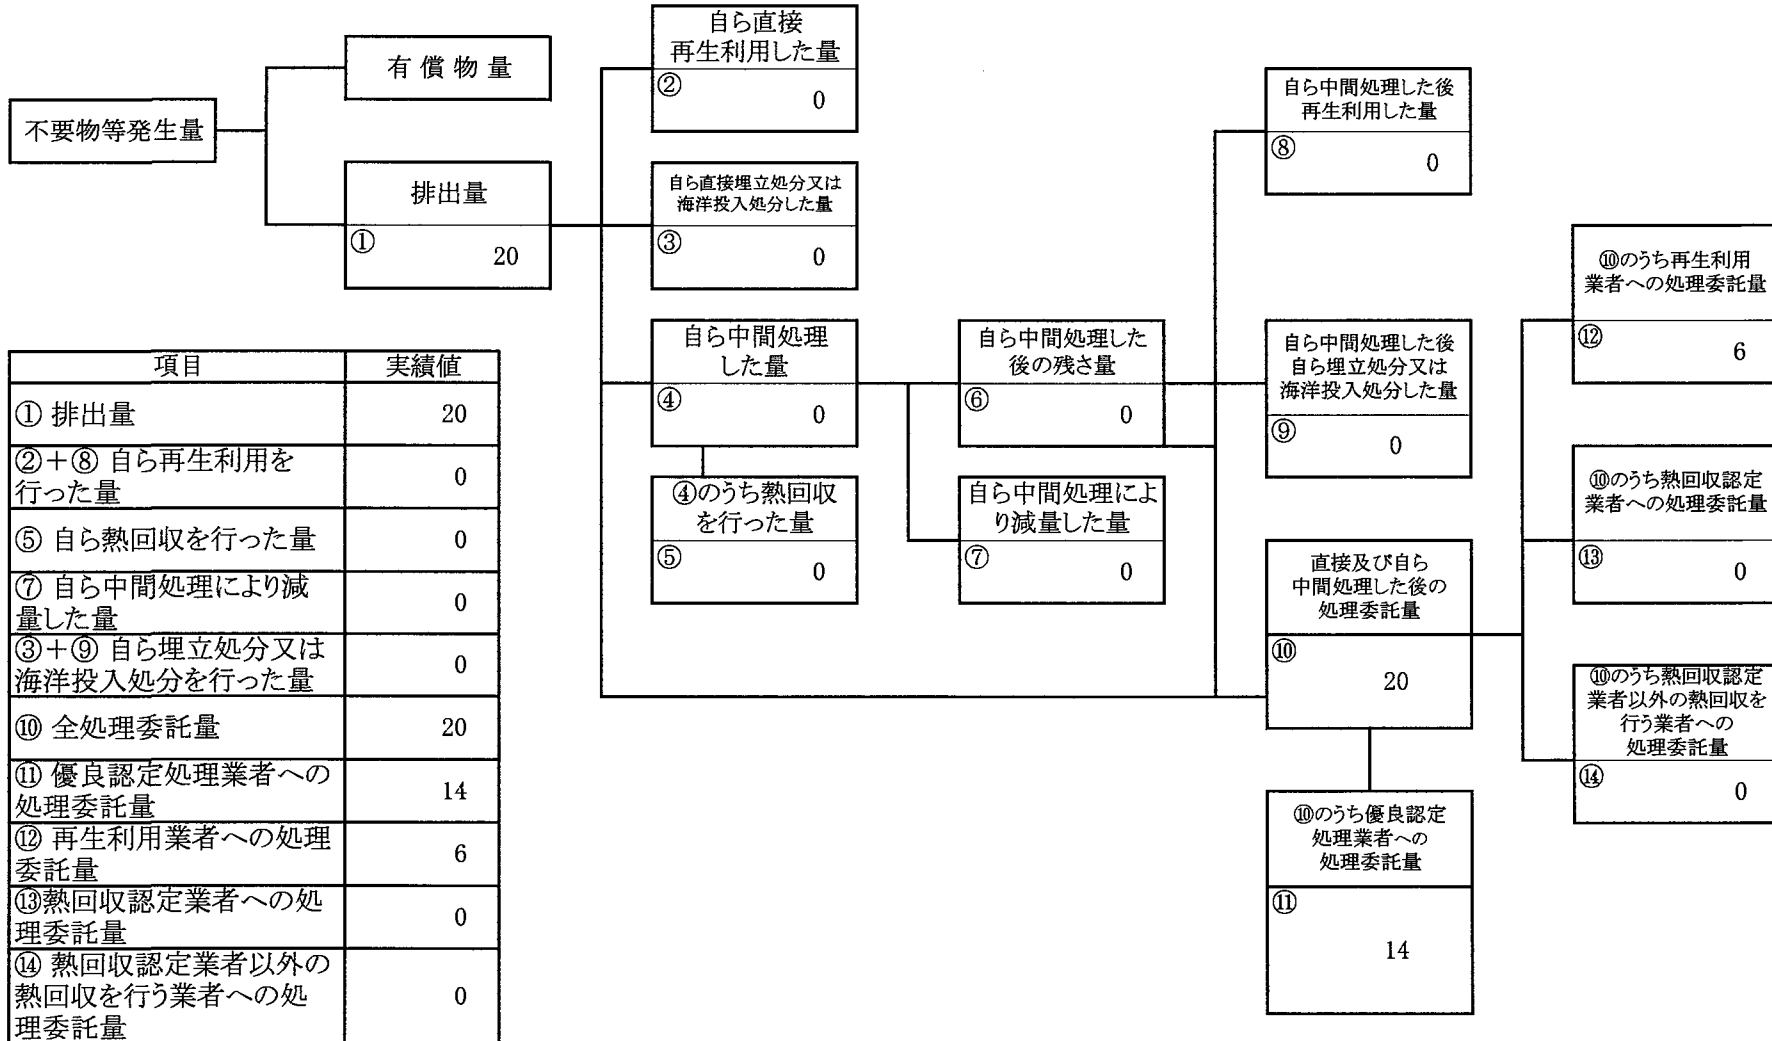 不要物等発生量
有償物量
排出量
①
20
自ら直接
再生利用した量
②
0
自ら直接埋立処分又は
海洋投入処分した量
③
0
自ら中間処理
した量
④
0
④のうち熱回収
を行った量
⑤
0
自ら中間処理した
後の残さ量
⑥
0
自ら中間処理によ
り減量した量
⑦
0
自ら中間処理した後
再生利用した量
⑧
0
自ら中間処理した後
自ら埋立処分又は
海洋投入処分した量
⑨
0
直接及び自ら
中間処理した後の
処理委託量
⑩
20
⑩のうち優良認定
処理業者への
処理委託量
⑪
14
⑩のうち再生利用
業者への処理委託量
⑫
6
⑩のうち熱回収認定
業者への処理委託量
⑬
0
⑩のうち熱回収認定
業者以外の熱回収を
行う業者への
処理委託量
⑭
0
項目 実績値
① 排出量 20
②＋⑧ 自ら再生利用を
行った量 0
⑤ 自ら熱回収を行った量 0
⑦ 自ら中間処理により減
量した量 0
③＋⑨ 自ら埋立処分又は
海洋投入処分を行った量 0
⑩ 全処理委託量 20
⑪ 優良認定処理業者への
処理委託量 14
⑫ 再生利用業者への処理
委託量 6
⑬熱回収認定業者への処
理委託量 0
⑭ 熱回収認定業者以外の
熱回収を行う業者への処
理委託量 0